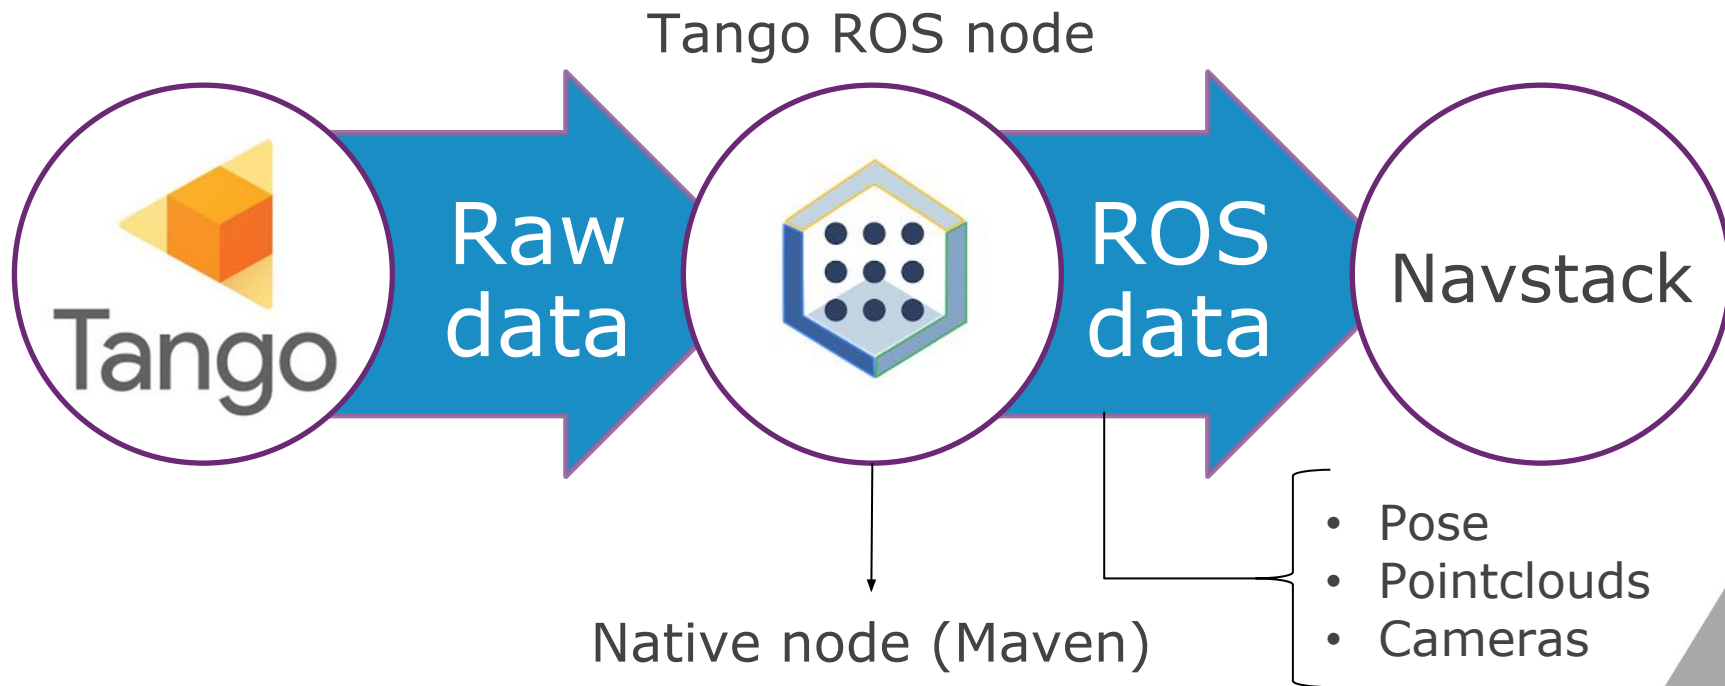 Tango ROS node
Tango
Raw
data
ROS
data
Navstack
Native node (Maven)
• Pose
• Pointclouds
• Cameras